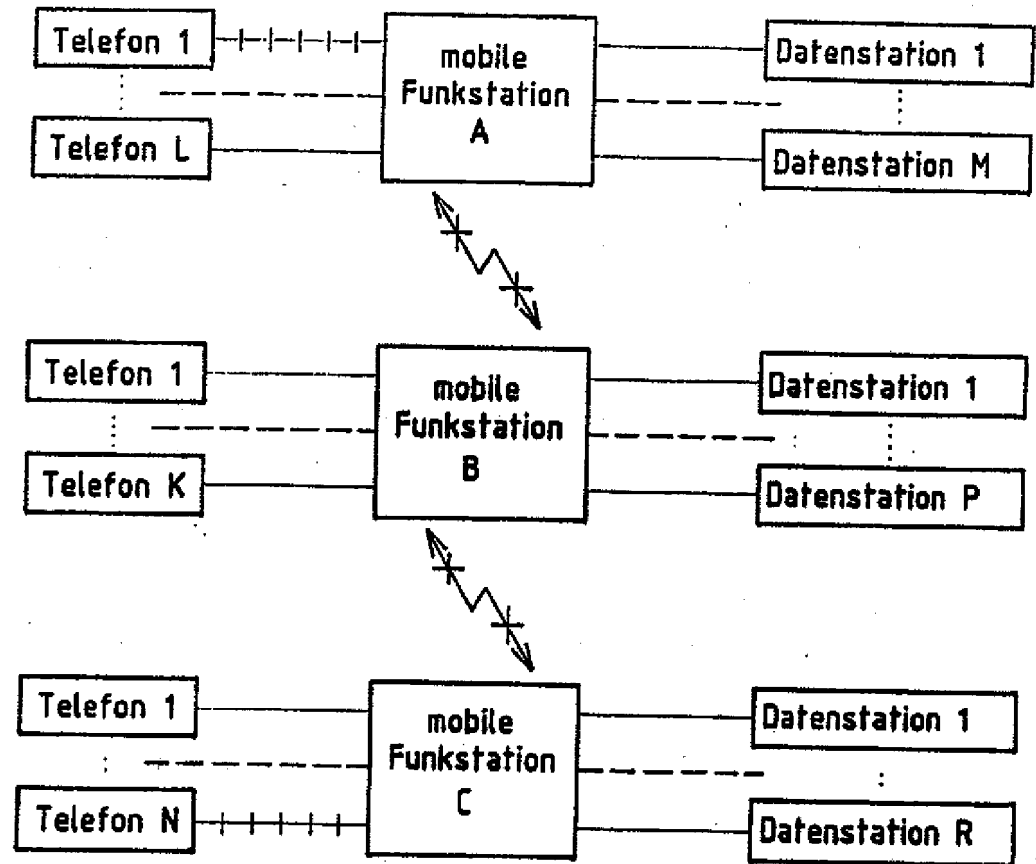 Telefon 1
mobile
Funkstation
A
Datenstation 1
Telefon L
Datenstation M
Telefon 1
mobile
Funkstation
B
Datenstation 1
Telefon K
Datenstation P
Telefon 1
mobile
Funkstation
C
Datenstation 1
Telefon N
Datenstation R